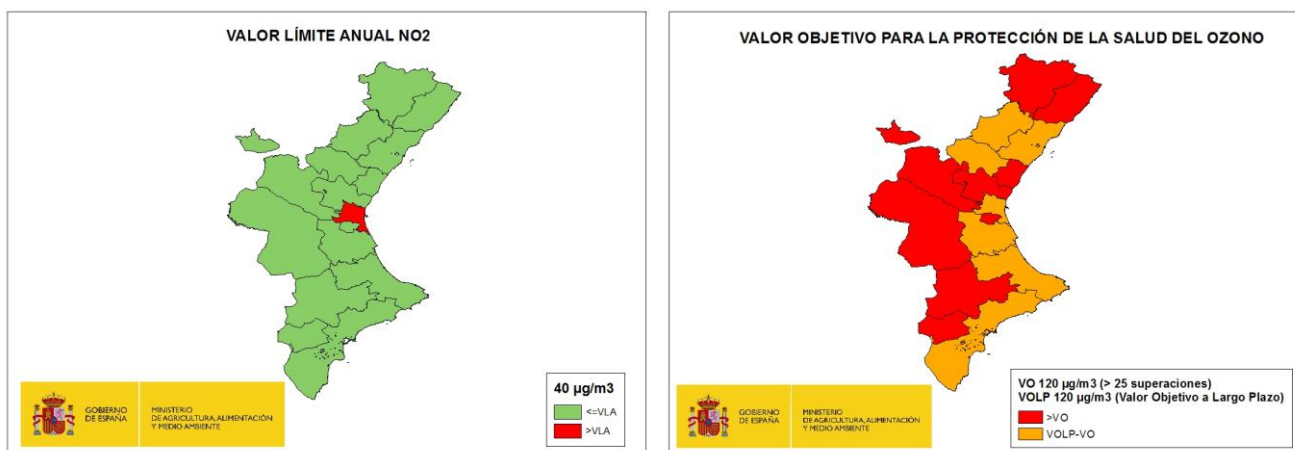 VALOR LÍMITE ANUAL NO2
GOBIERNO
DE ESPAÑA
MINISTERIO
DE AGRICULTURA, ALIMENTACIÓN
Y MEDIO AMBIENTE
40 µg/m3
<=VLA
>VLA
VALOR OBJETIVO PARA LA PROTECCIÓN DE LA SALUD DEL OZONO
GOBIERNO
DE ESPAÑA
MINISTERIO
DE AGRICULTURA, ALIMENTACIÓN
Y MEDIO AMBIENTE
VO 120 µg/m3 (> 25 superaciones)
VOLP 120 µg/m3 (Valor Objetivo a Largo Plazo)
>VO
VOLP-VO